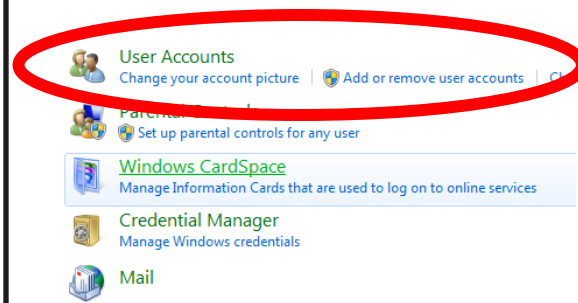 User Accounts
Change your account picture | Add or remove user accounts |
Parental Controls
Set up parental controls for any user
Windows CardSpace
Manage Information Cards that are used to log on to online services
Credential Manager
Manage Windows credentials
Mail